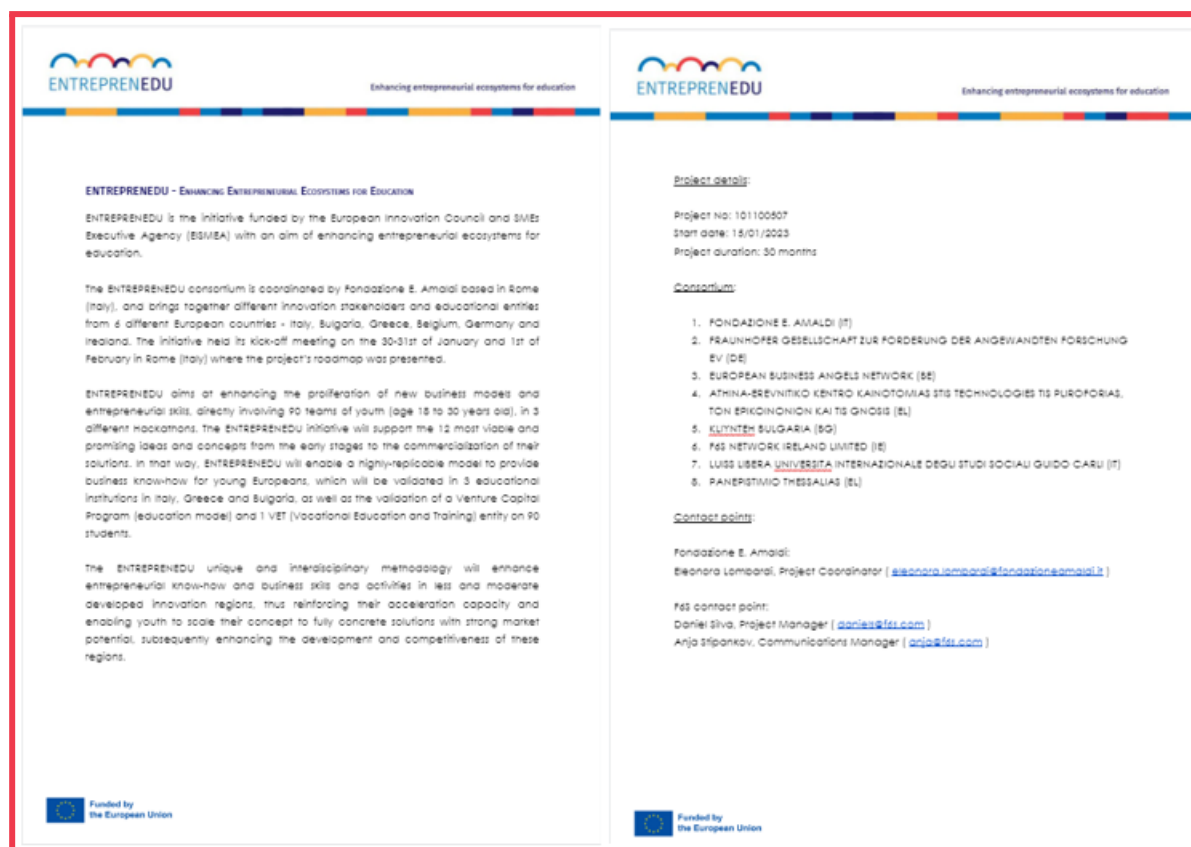 ENTREPRENEDU
Enhancing entrepreneurial ecosystems for education
ENTREPRENEDU - ENHANCING ENTREPRENEURIAL ECOSYSTEMS FOR EDUCATION
ENTREPRENEDU is the initiative funded by the European Innovation Council and SMEs
Executive Agency (EISMEA) with an aim of enhancing entrepreneurial ecosystems for
education.
The ENTREPRENEDU consortium is coordinated by Fondazione E. Amaldi based in Rome
(Italy), and brings together different innovation stakeholders and educational entities
from 6 different European countries - Italy, Bulgaria, Greece, Belgium, Germany and
Irealand. The initiative held its kick-off meeting on the 30-31st of January and 1st of
February in Rome (Italy) where the project's roadmap was presented.
ENTREPRENEDU aims at enhancing the proliferation of new business models and
entrepreneurial skills, directly involving 90 teams of youth (age 18 to 30 years old), in 3
different Hackathons. The ENTREPRENEDU initiative will support the 12 most viable and
promising ideas and concepts from the early stages to the commercialization of their
solutions. In that way, ENTREPRENEDU will enable a highly-replicable model to provide
business know-how for young Europeans, which will be validated in 3 educational
institutions in Italy, Greece and Bulgaria, as well as the validation of a Venture Capital
Program (education model) and 1 VET (Vocational Education and Training) entity on 90
students.
The ENTREPRENEDU unique and interdisciplinary methodology will enhance
entrepreneurial know-how and business skills and activities in less and moderate
developed innovation regions, thus reinforcing their acceleration capacity and
enabling youth to scale their concept to fully concrete solutions with strong market
potential, subsequently enhancing the development and competitiveness of these
regions.
Funded by
the European Union
ENTREPRENEDU
Enhancing entrepreneurial ecosystems for education
Project details:
Project No: 101100507
Start date: 15/01/2023
Project duration: 30 months
Consortium:
1. FONDAZIONE E. AMALDI (IT)
2. FRAUNHOFER GESELLSCHAFT ZUR FORDERUNG DER ANGEWANDTEN FORSCHUNG
EV (DE)
3. EUROPEAN BUSINESS ANGELS NETWORK (BE)
4. ATHINA-EREVNITIKO KENTRO KAINOTOMIAS STIS TECHNOLOGIES TIS PLIROFORIAS,
TON EPIKOINONION KAI TIS GNOSIS (EL)
5. KLIYNTEH BULGARIA (BG)
6. F6S NETWORK IRELAND LIMITED (IE)
7. LUISS LIBERA UNIVERSITA INTERNAZIONALE DEGLI STUDI SOCIALI GUIDO CARLI (IT)
8. PANEPISTIMIO THESSALIAS (EL)
Contact points:
Fondazione E. Amaldi:
Eleonora Lombardi, Project Coordinator ( eleonora.lombardi@fondazioneamaldi.it )
F6S contact point:
Daniel Silva, Project Manager ( daniels@f6s.com )
Anja Stipankov, Communications Manager ( anja@f6s.com )
Funded by
the European Union